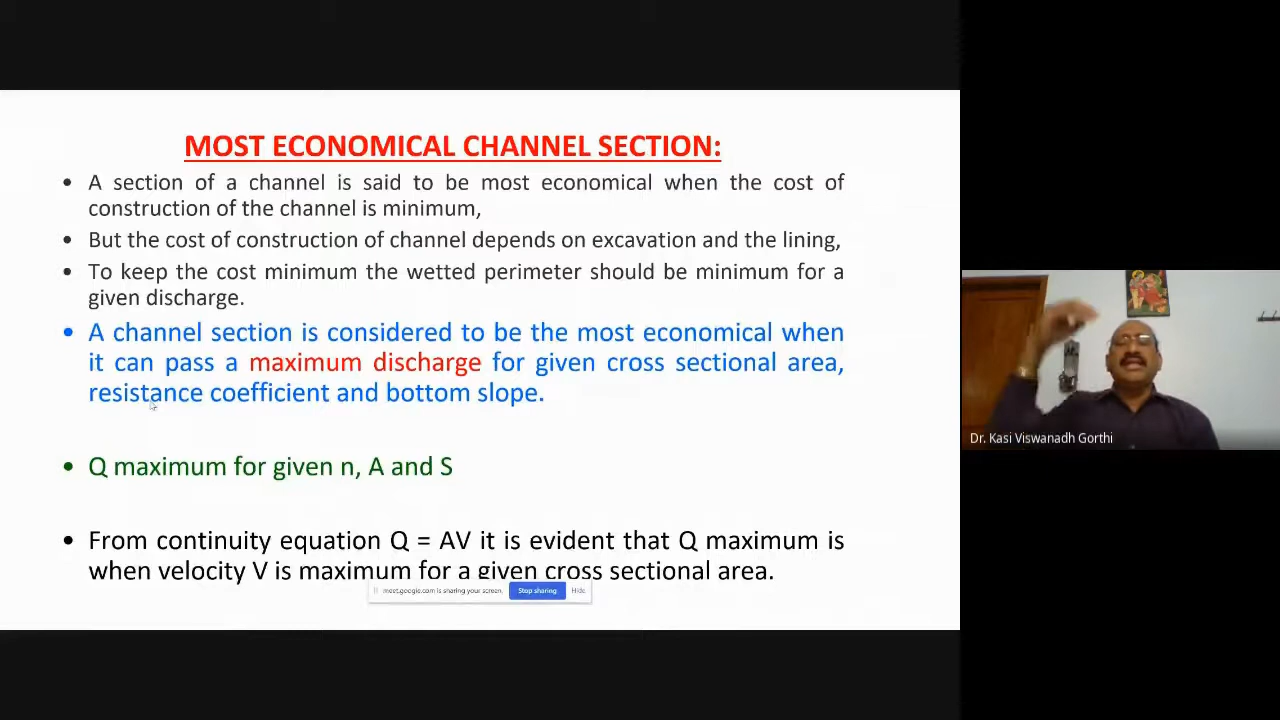 MOST ECONOMICAL CHANNEL SECTION:
• A section of a channel is said to be most economical when the cost of
construction of the channel is minimum,
• But the cost of construction of channel depends on excavation and the lining,
• To keep the cost minimum the wetted perimeter should be minimum for a
given discharge.
• A channel section is considered to be the most economical when
it can pass a maximum discharge for given cross sectional area,
resistance coefficient and bottom slope.
• Q maximum for given n, A and S
• From continuity equation Q = AV it is evident that Q maximum is
when velocity V is maximum for a given cross sectional area.
meet.google.com is sharing your screen. Stop sharing Hide
Dr. Kasi Viswanadh Gorthi